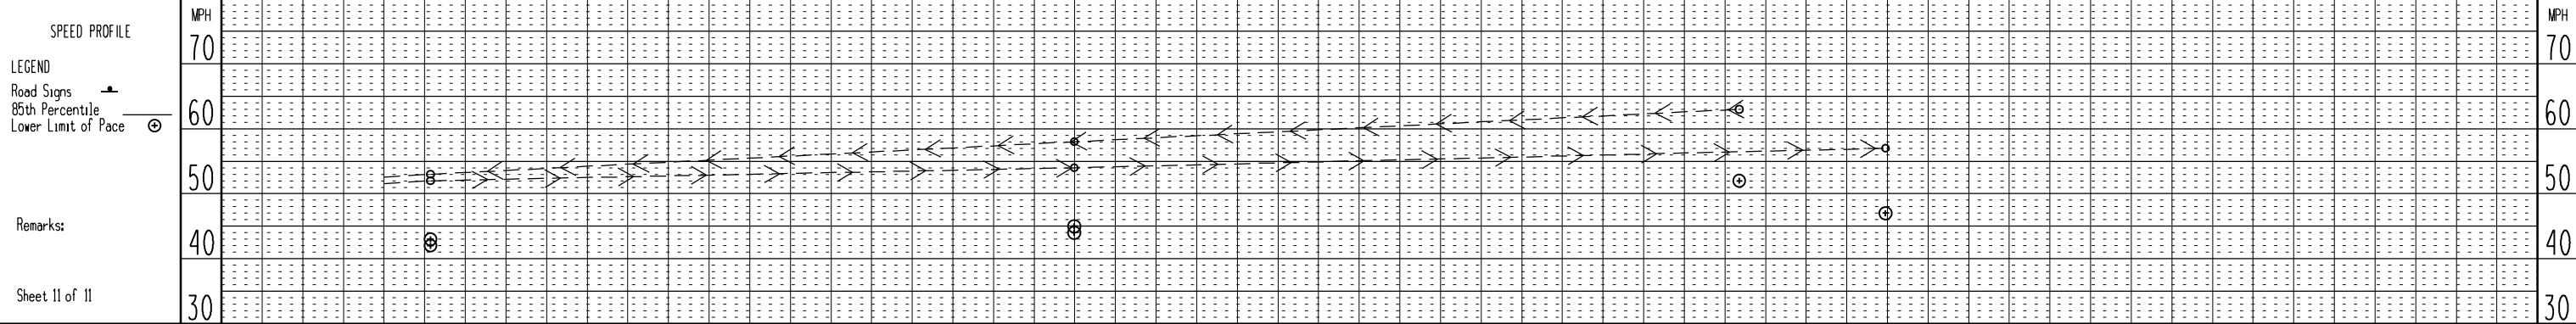 SPEED PROFILE
LEGEND
Road Signs
85th Percentile
Lower Limit of Pace
Remarks:
Sheet 11 of 11
MPH
70
60
50
40
30
MPH
70
60
50
40
30